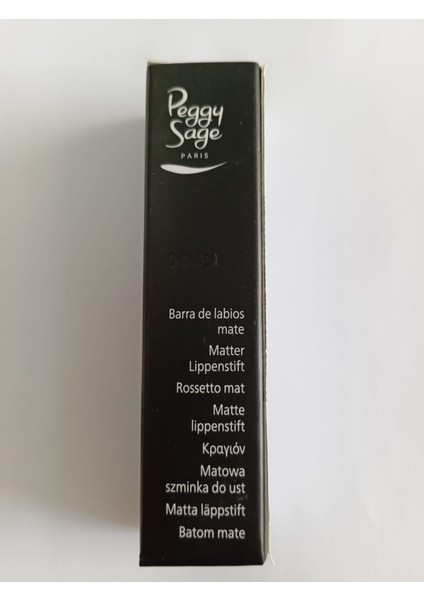 Peggy
Sage
PARIS
Barra de labios
mate
Matter
Lippenstift
Rossetto mat
Matte
lippenstift
Κραγιόν
Matowa
szminka do ust
Matta läppstift
Batom mate